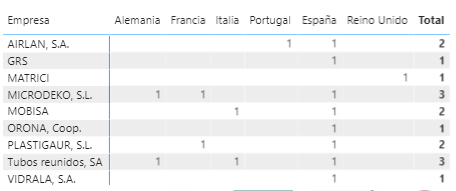 Empresa Alemania Francia Italia Portugal España Reino Unido Total
AIRLAN, S.A. 1 1 2
GRS 1 1
MATRICI 1 1
MICRODEKO, S.L. 1 1 1 3
MOBISA 1 1 2
ORONA, Coop. 1 1
PLASTIGAUR, S.L. 1 1 2
Tubos reunidos, SA 1 1 1 3
VIDRALA, S.A. 1 1